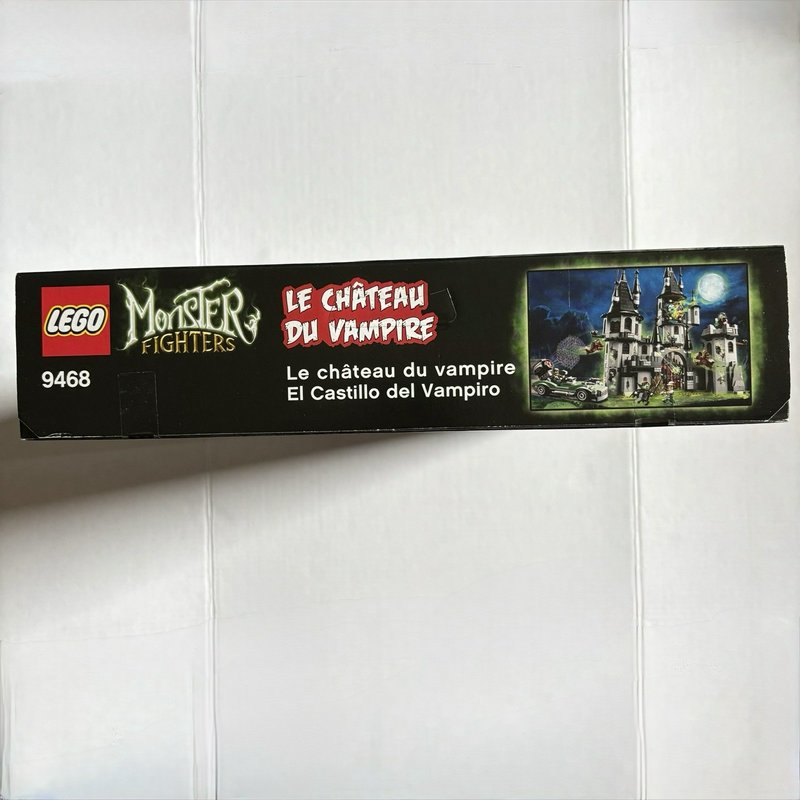 LEGO
MONSTER
FIGHTERS
9468
LE CHÂTEAU
DU VAMPIRE
Le château du vampire
El Castillo del Vampiro